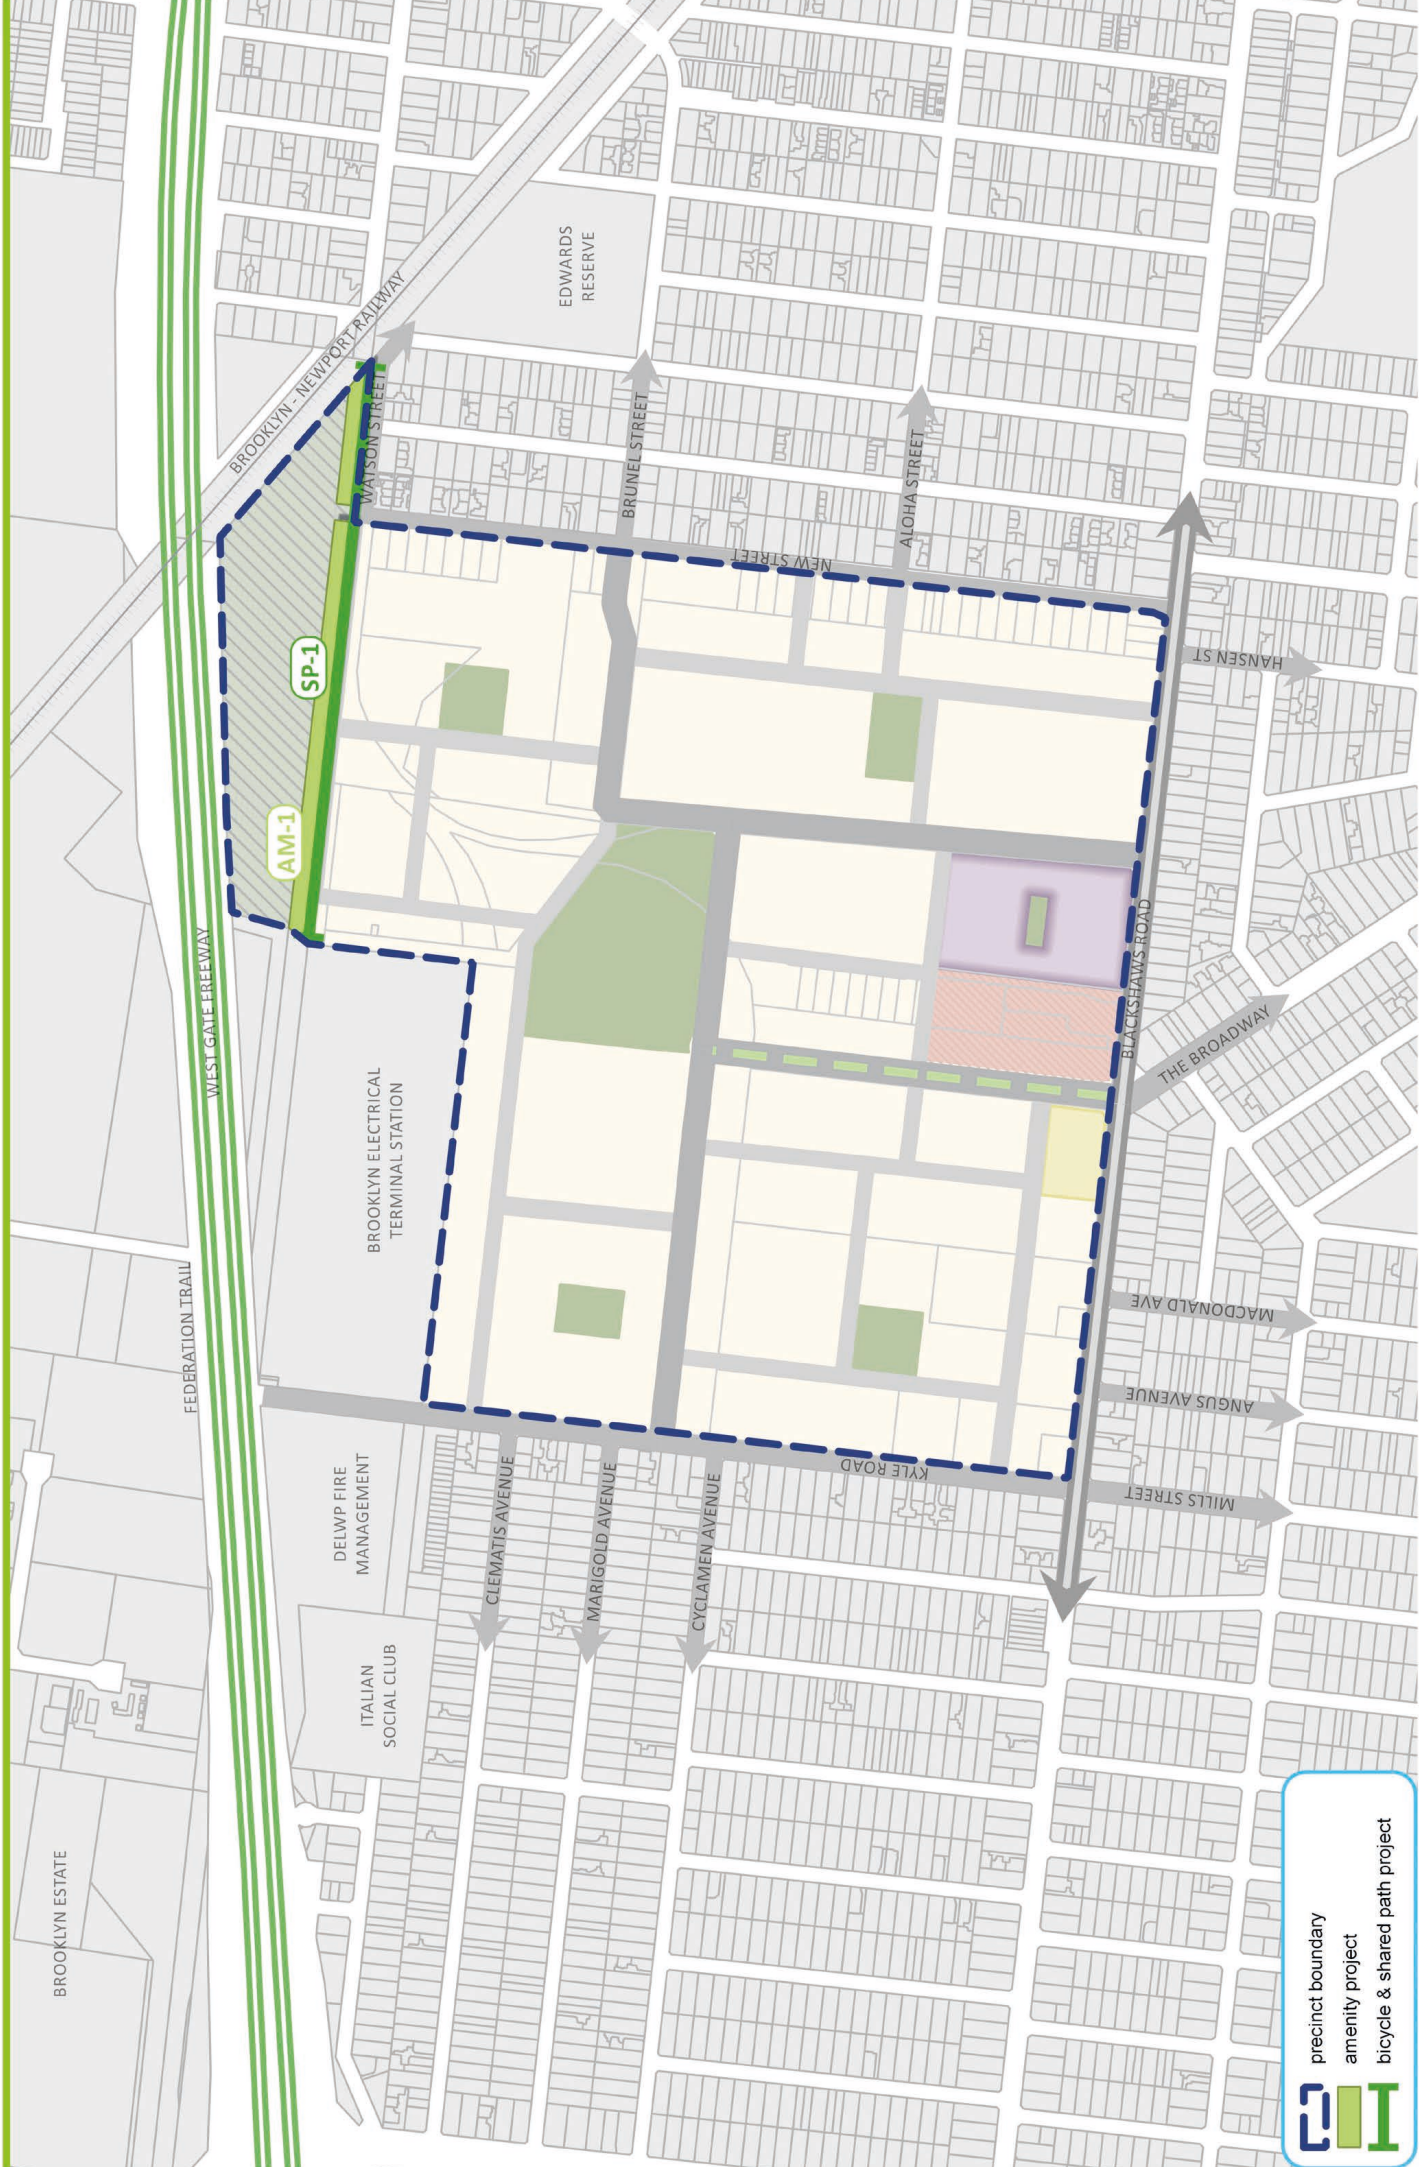 BROOKLYN ESTATE
FEDERATION TRAIL
WEST GATE FREEWAY
BROOKLYN - NEWPORT RAILWAY
ITALIAN
SOCIAL CLUB
DELWP FIRE
MANAGEMENT
BROOKLYN ELECTRICAL
TERMINAL STATION
AM-1
SP-1
WATSON STREET
EDWARDS
RESERVE
CLEMATIS AVENUE
MARIGOLD AVENUE
CYCLAMEN AVENUE
BRUNEL STREET
NEW STREET
ALOHA STREET
KYLE ROAD
BLACKSHAWS ROAD
MILLS STREET
ANGUS AVENUE
MACDONALD AVE
THE BROADWAY
HANSEN ST
precinct boundary
amenity project
bicycle & shared path project